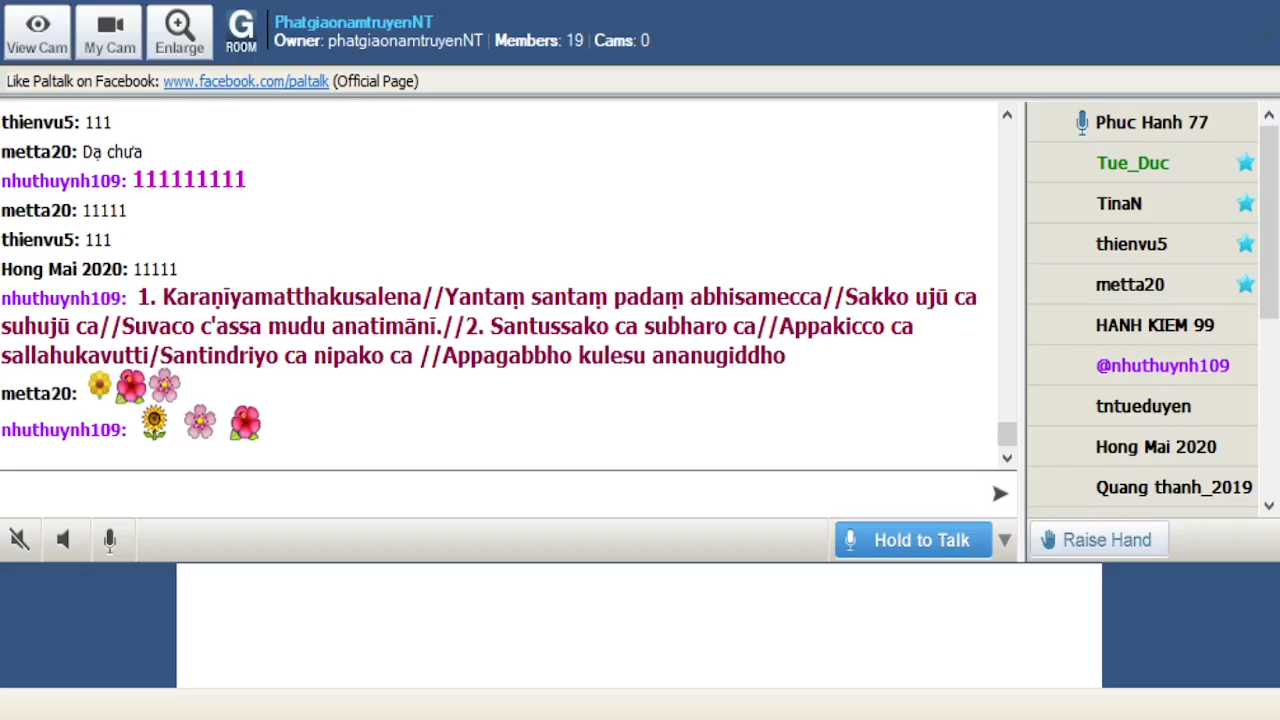 View Cam
My Cam
Enlarge
G
ROOM
PhatgiaonamtruyenNT
Owner: phatgiaonamtruyenNT | Members: 19 | Cams: 0
Like Paltalk on Facebook: www.facebook.com/paltalk (Official Page)
thienvu5: 111
metta20: Dạ chưa
nhuthuynh109: 111111111
metta20: 11111
thienvu5: 111
Hong Mai 2020: 11111
nhuthuynh109: 1. Karaṇīyamatthakusalena//Yantaṃ santaṃ padaṃ abhisamecca//Sakko ujū ca
suhujū ca//Suvaco c'assa mudu anatimānī.//2. Santussako ca subharo ca//Appakicco ca
sallahukavutti/Santindriyo ca nipako ca //Appagabbho kulesu ananugiddho
metta20:
nhuthuynh109:
Phuc Hanh 77
Tue_Duc
TinaN
thienvu5
metta20
HANH KIEM 99
@nhuthuynh109
tntueduyen
Hong Mai 2020
Quang thanh_2019
Hold to Talk
Raise Hand